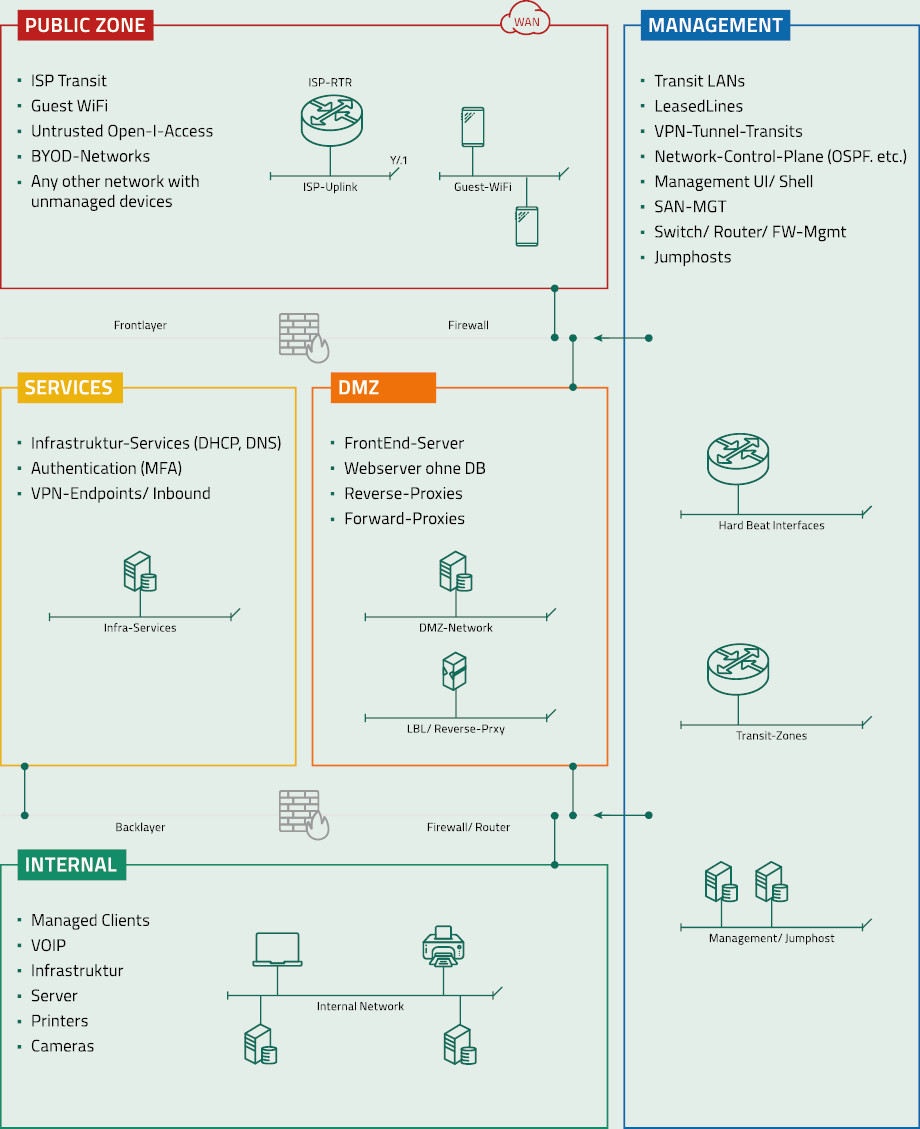 PUBLIC ZONE
WAN
ISP Transit
Guest WiFi
Untrusted Open-I-Access
BYOD-Networks
Any other network with
unmanaged devices
ISP-RTR
Y/.1
ISP-Uplink
Guest-WiFi
MANAGEMENT
Transit LANs
LeasedLines
VPN-Tunnel-Transits
Network-Control-Plane (OSPF. etc.)
Management UI/ Shell
SAN-MGT
Switch/ Router/ FW-Mgmt
Jumphosts
Frontlayer
Firewall
SERVICES
Infrastruktur-Services (DHCP, DNS)
Authentication (MFA)
VPN-Endpoints/ Inbound
Infra-Services
DMZ
FrontEnd-Server
Webserver ohne DB
Reverse-Proxies
Forward-Proxies
DMZ-Network
LBL/ Reverse-Prxy
Hard Beat Interfaces
Transit-Zones
Management/ Jumphost
Backlayer
Firewall/ Router
INTERNAL
Managed Clients
VOIP
Infrastruktur
Server
Printers
Cameras
Internal Network